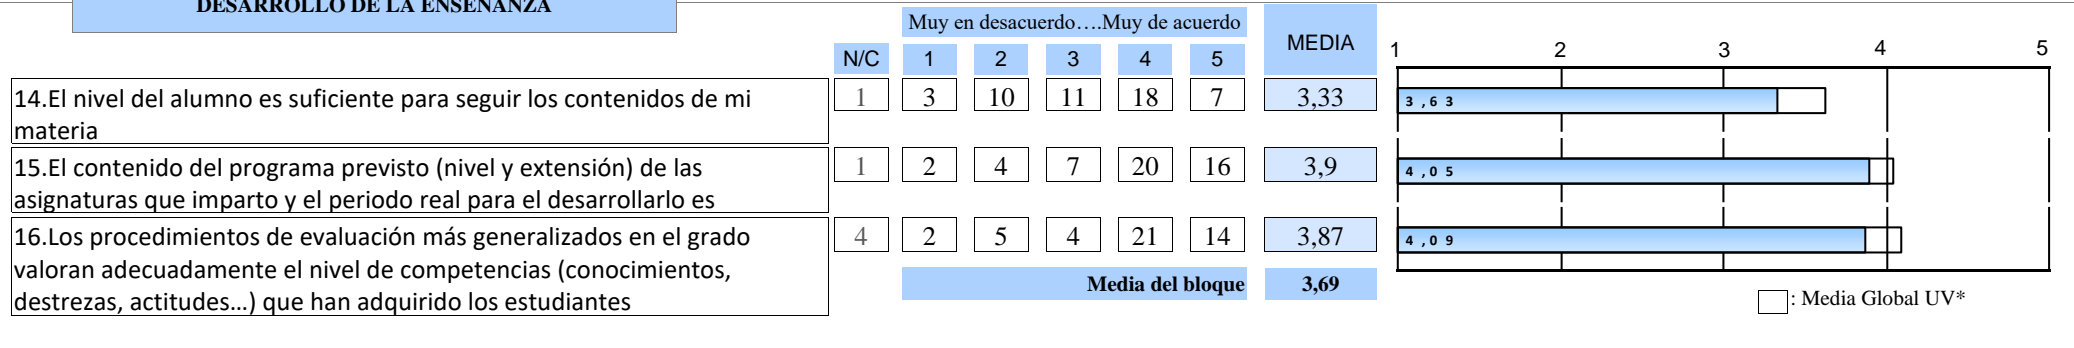 DESARROLLO DE LA ENSEÑANZA
Muy en desacuerdo….Muy de acuerdo
MEDIA
N/C 1 2 3 4 5
1 2 3 4 5
14.El nivel del alumno es suficiente para seguir los contenidos de mi
materia
1 3 10 11 18 7 3,33
3,63
15.El contenido del programa previsto (nivel y extensión) de las
asignaturas que imparto y el periodo real para el desarrollarlo es
1 2 4 7 20 16 3,9
4,05
16.Los procedimientos de evaluación más generalizados en el grado
valoran adecuadamente el nivel de competencias (conocimientos,
destrezas, actitudes…) que han adquirido los estudiantes
4 2 5 4 21 14 3,87
4,09
Media del bloque 3,69
: Media Global UV*